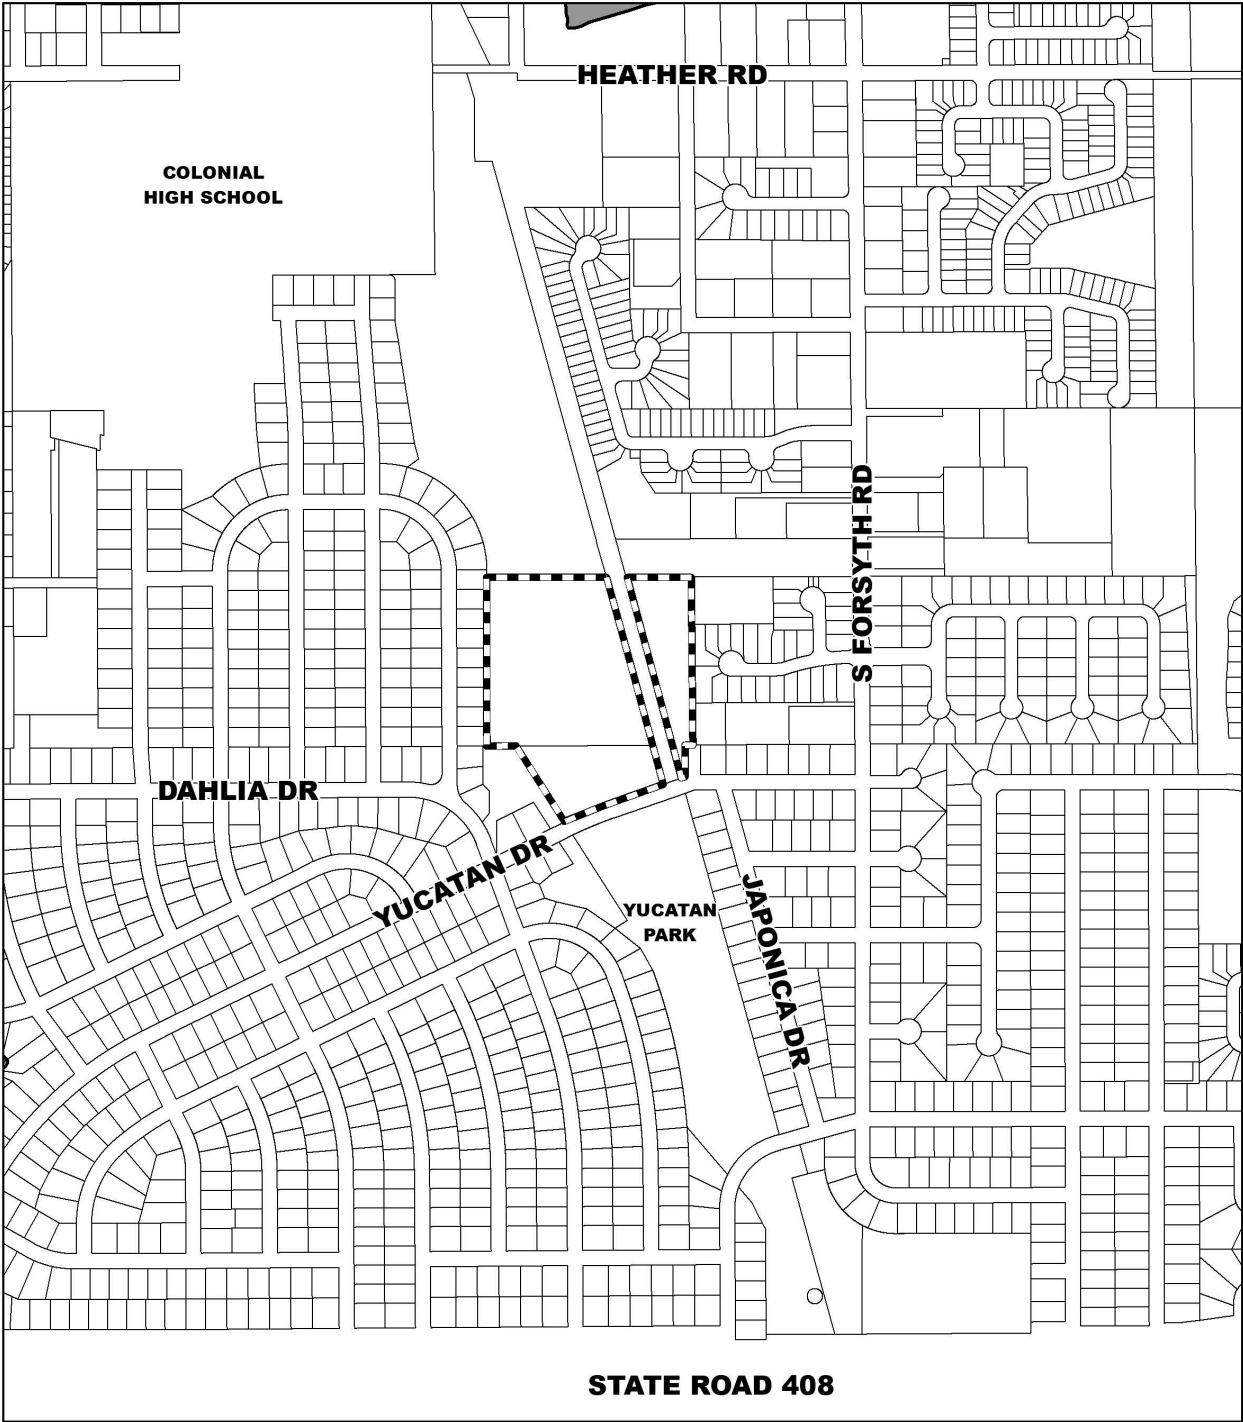 HEATHER RD
COLONIAL
HIGH SCHOOL
S FORSYTH RD
DAHLIA DR
YUCATAN DR
YUCATAN
PARK
JAPONICA DR
STATE ROAD 408